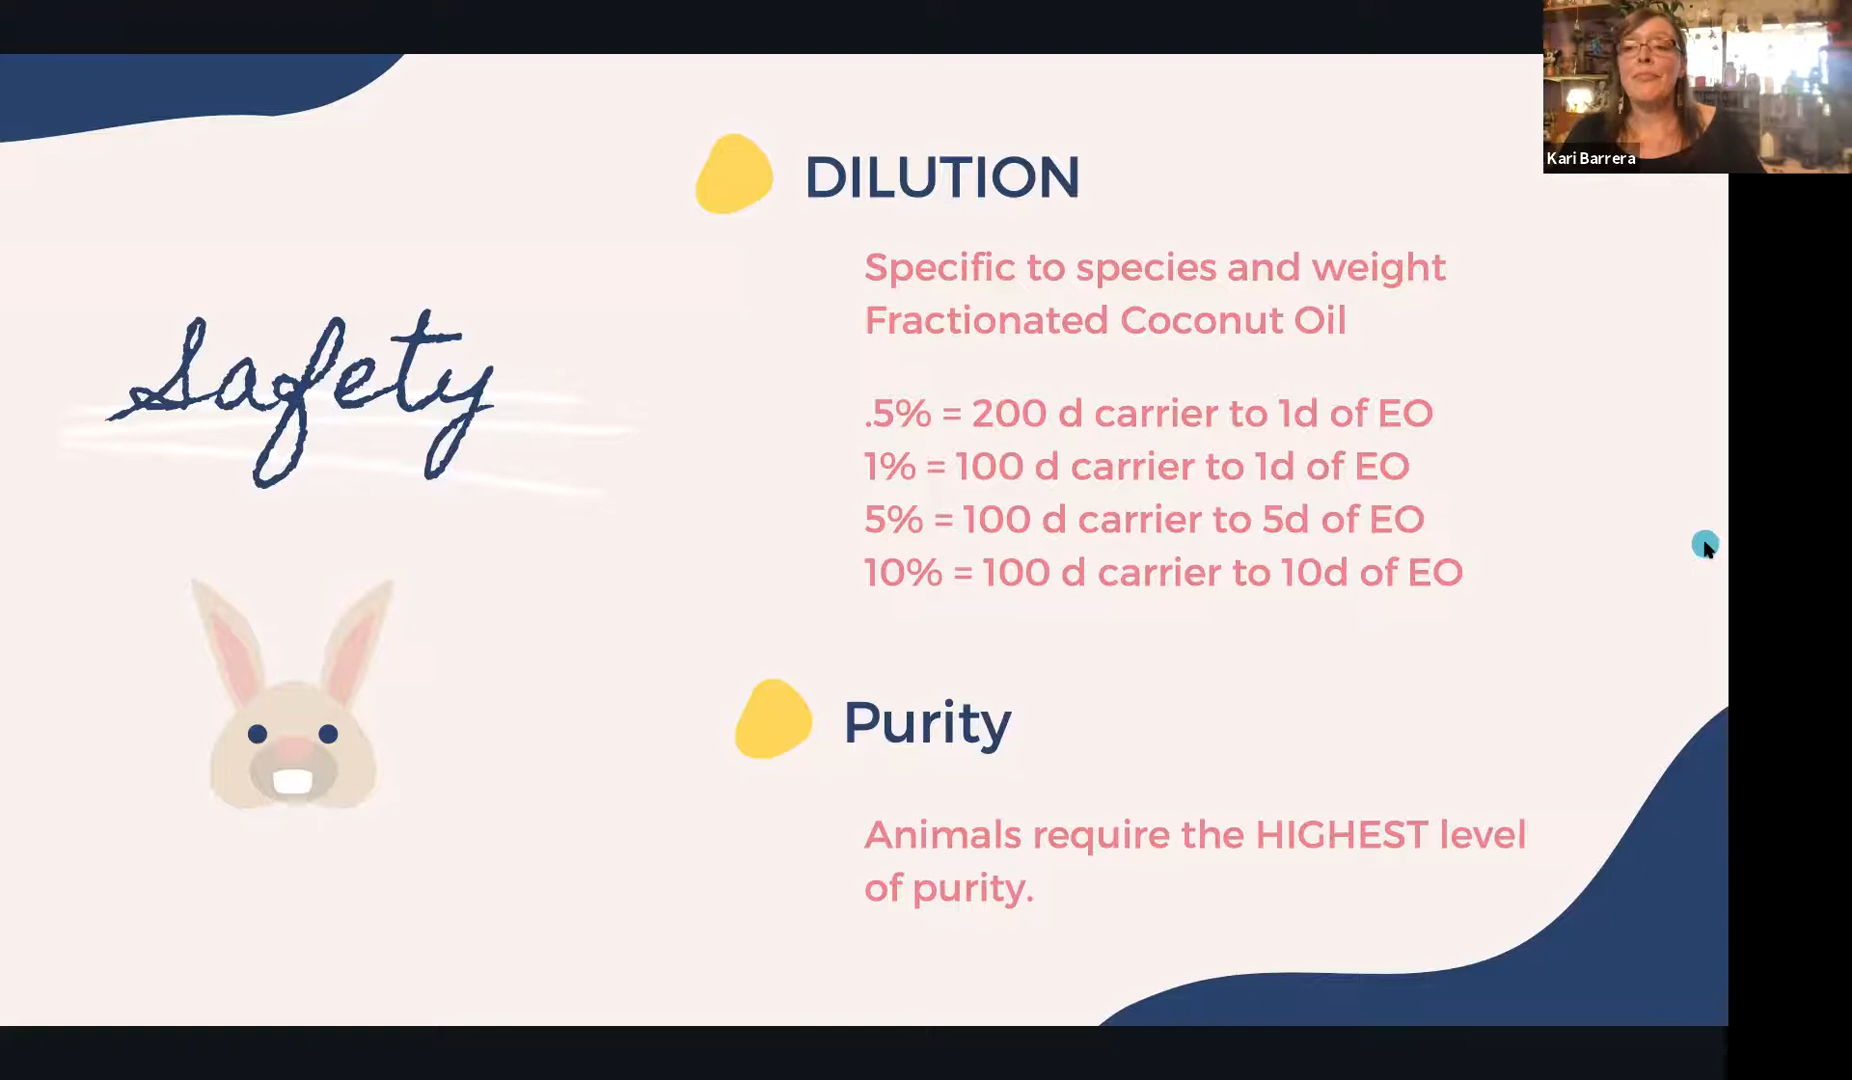 Kari Barrera
Safety
DILUTION
Specific to species and weight
Fractionated Coconut Oil
.5% = 200 d carrier to 1d of EO
1% = 100 d carrier to 1d of EO
5% = 100 d carrier to 5d of EO
10% = 100 d carrier to 10d of EO
Purity
Animals require the HIGHEST level
of purity.